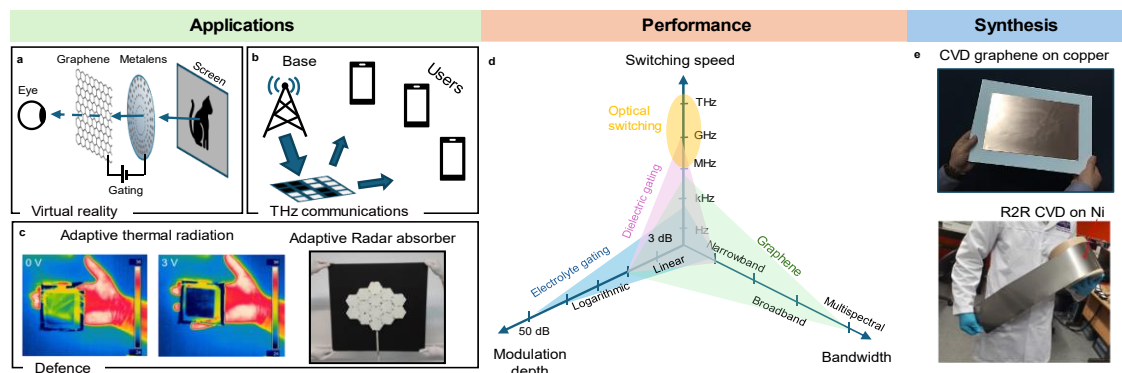 Applications
Performance
Synthesis
a
Graphene
Metalens
Screen
Eye
Gating
Virtual reality
b
Base
Users
THz communications
c
Adaptive thermal radiation
Adaptive Radar absorber
0 V
3 V
Defence
d
Switching speed
Optical
switching
THz
GHz
MHz
kHz
Hz
Dielectric gating
Electrolyte gating
Graphene
3 dB
Linear
Logarithmic
50 dB
Narrowband
Broadband
Multispectral
Modulation
depth
Bandwidth
e
CVD graphene on copper
R2R CVD on Ni